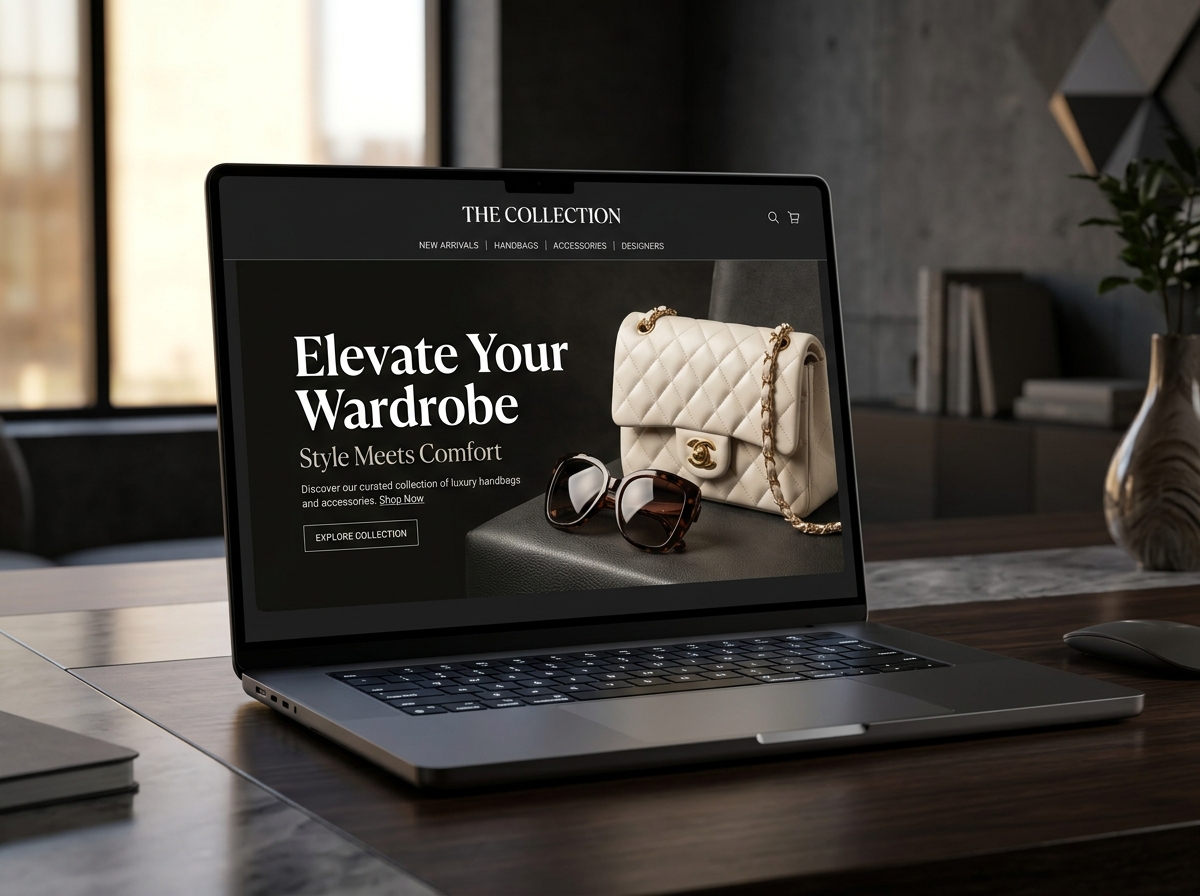 THE COLLECTION
NEW ARRIVALS | HANDBAGS | ACCESSORIES | DESIGNERS
Elevate Your
Wardrobe
Style Meets Comfort
Discover our curated collection of luxury handbags
and accessories. Shop Now
EXPLORE COLLECTION